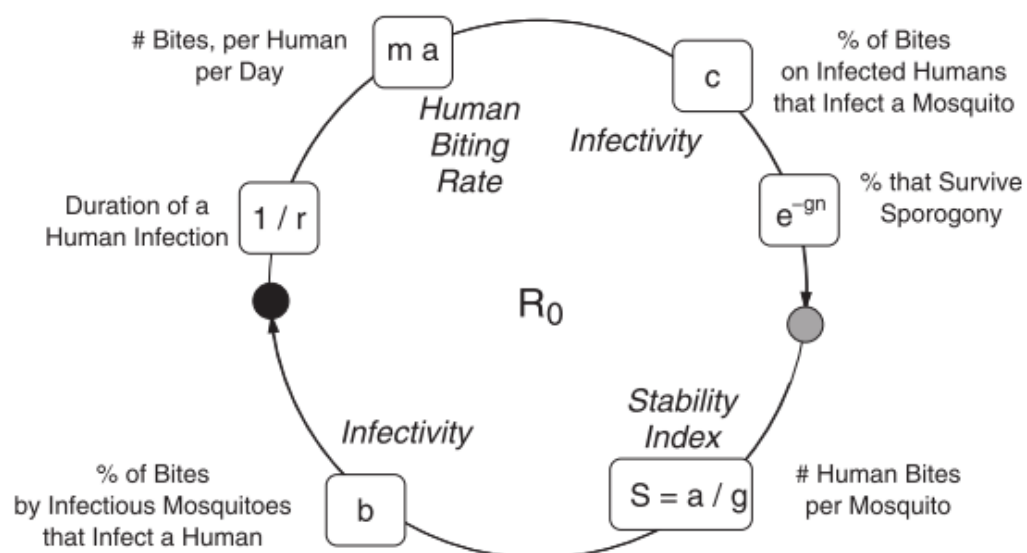 # Bites, per Human
per Day
m a
Human
Biting
Rate
c
Infectivity
% of Bites
on Infected Humans
that Infect a Mosquito
Duration of a
Human Infection
1 / r
e⁻ᵍⁿ
% that Survive
Sporogony
R₀
Infectivity
b
% of Bites
by Infectious Mosquitoes
that Infect a Human
Stability
Index
S = a / g
# Human Bites
per Mosquito